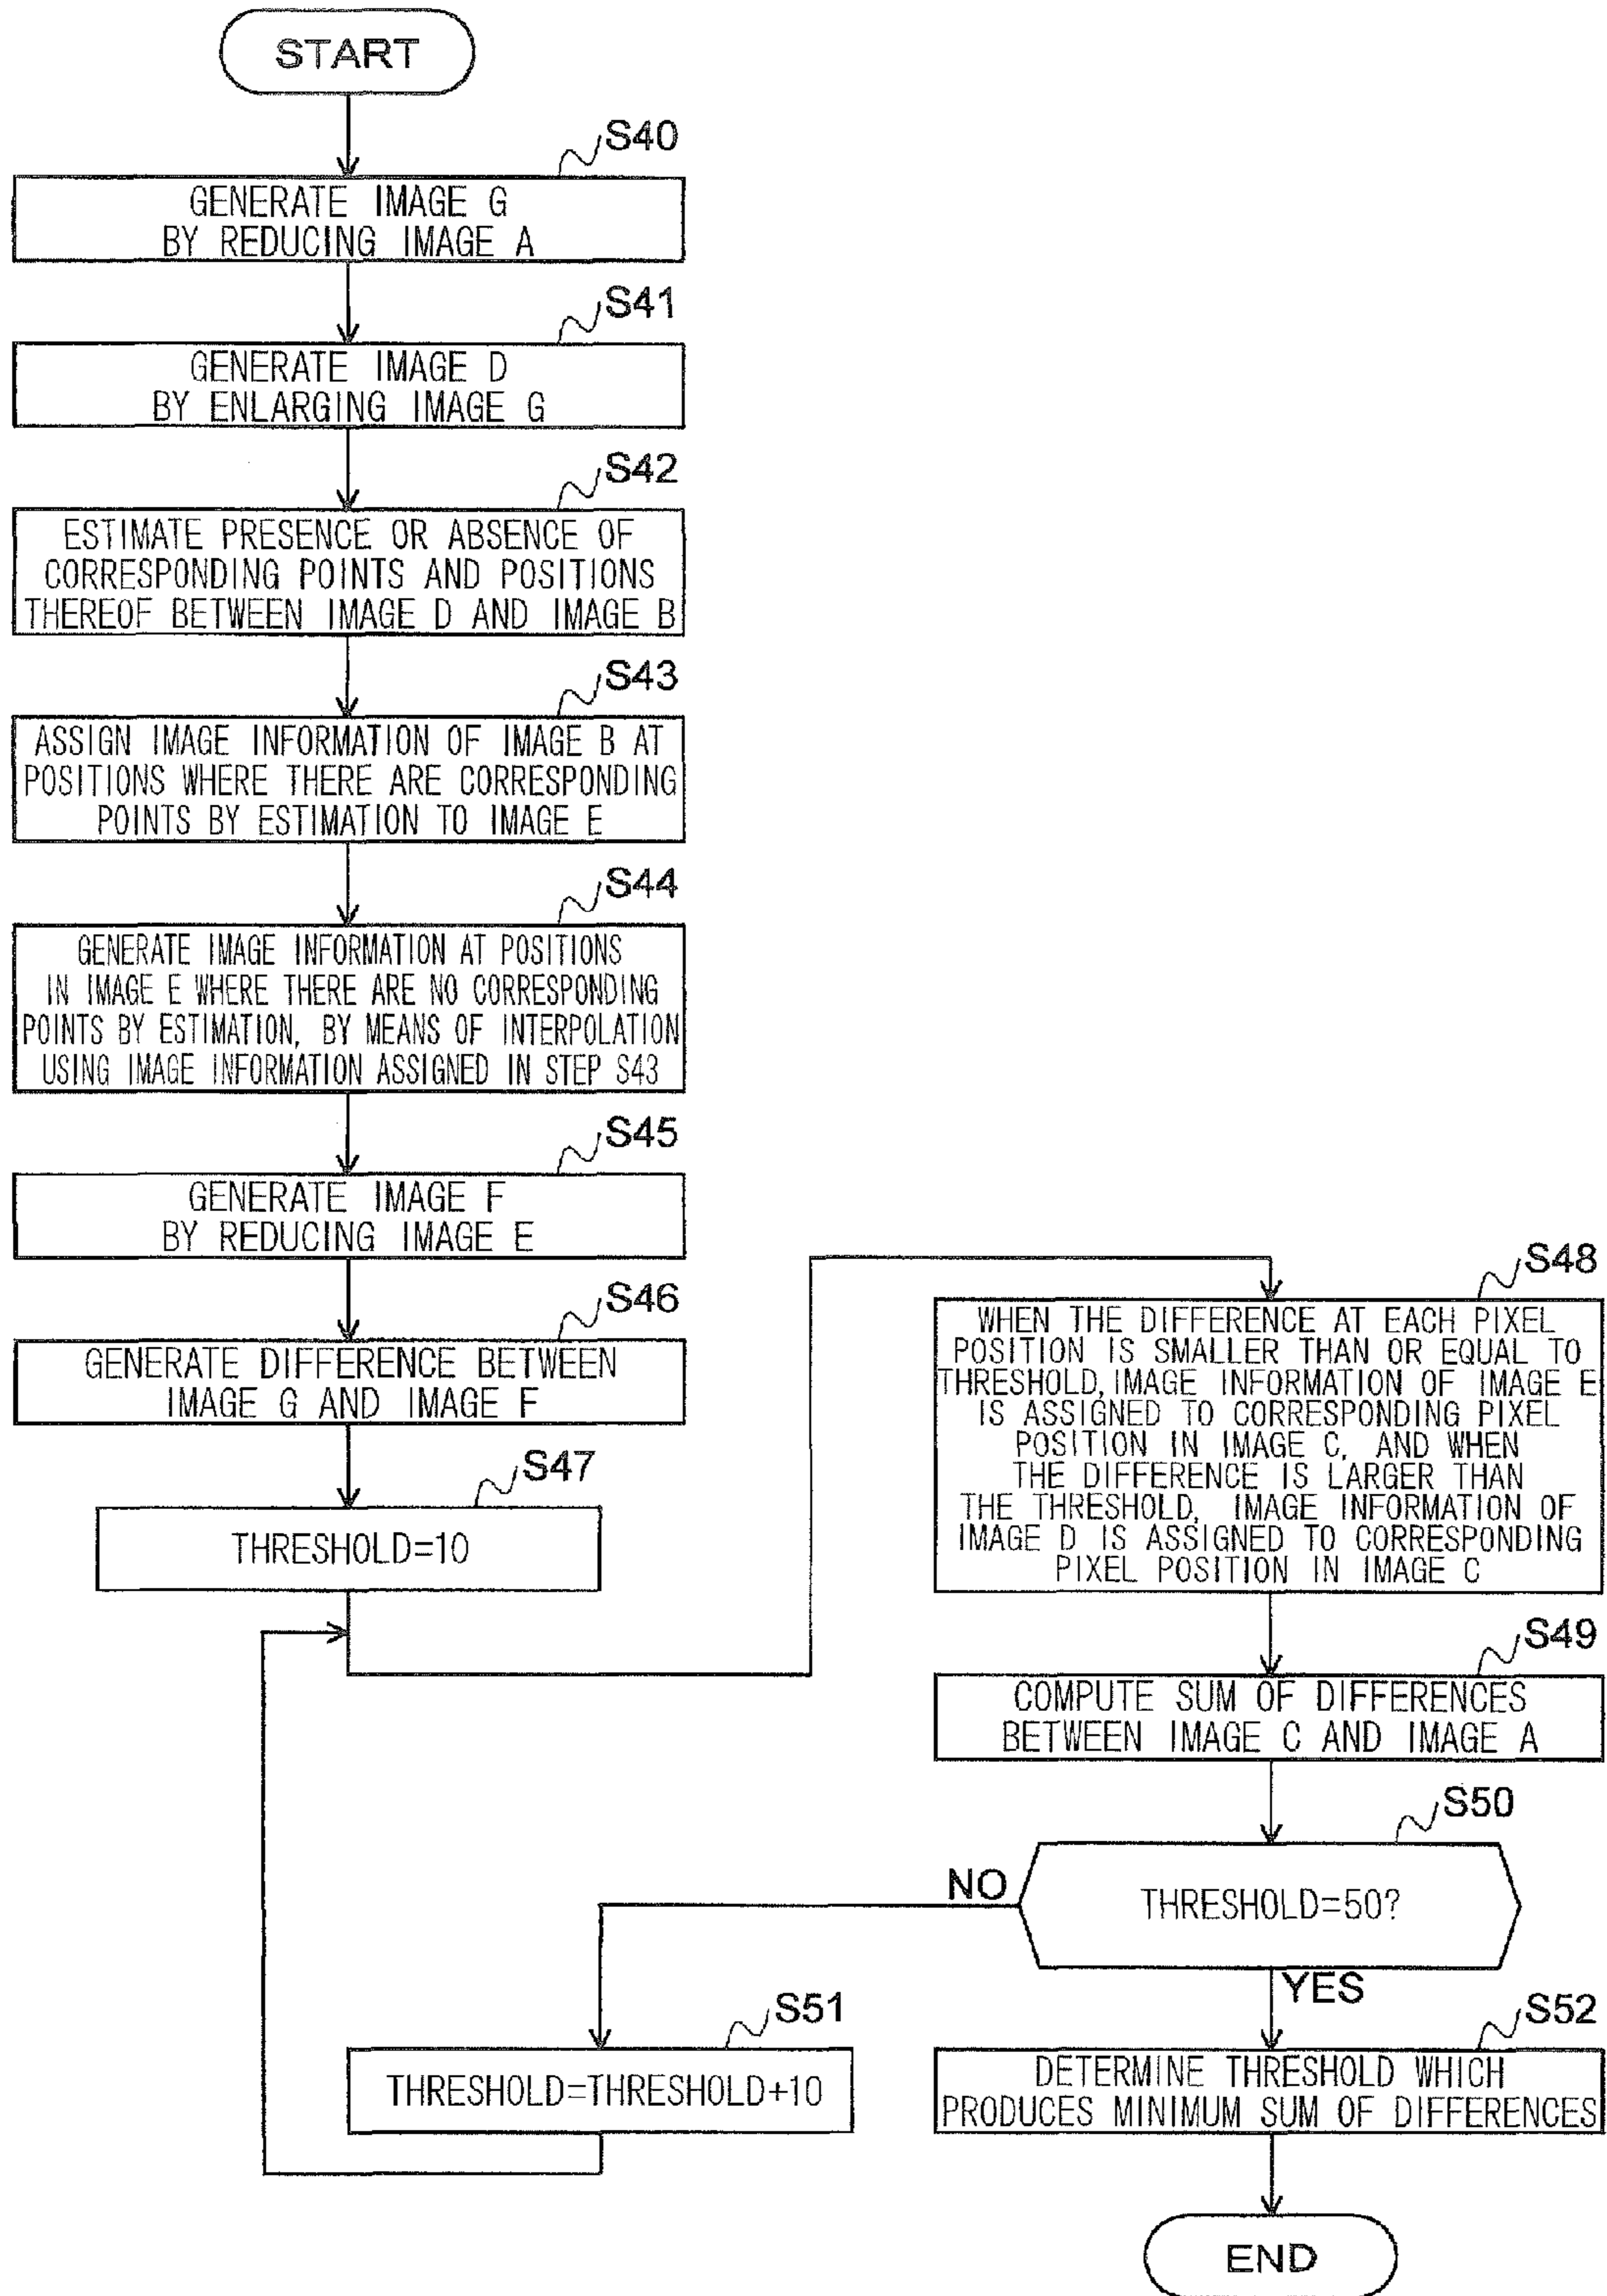 START
S40
GENERATE IMAGE G
BY REDUCING IMAGE A
S41
GENERATE IMAGE D
BY ENLARGING IMAGE G
S42
ESTIMATE PRESENCE OR ABSENCE OF
CORRESPONDING POINTS AND POSITIONS
THEREOF BETWEEN IMAGE D AND IMAGE B
S43
ASSIGN IMAGE INFORMATION OF IMAGE B AT
POSITIONS WHERE THERE ARE CORRESPONDING
POINTS BY ESTIMATION TO IMAGE E
S44
GENERATE IMAGE INFORMATION AT POSITIONS
IN IMAGE E WHERE THERE ARE NO CORRESPONDING
POINTS BY ESTIMATION, BY MEANS OF INTERPOLATION
USING IMAGE INFORMATION ASSIGNED IN STEP S43
S45
GENERATE IMAGE F
BY REDUCING IMAGE E
S46
GENERATE DIFFERENCE BETWEEN
IMAGE G AND IMAGE F
S47
THRESHOLD=10
S48
WHEN THE DIFFERENCE AT EACH PIXEL
POSITION IS SMALLER THAN OR EQUAL TO
THRESHOLD, IMAGE INFORMATION OF IMAGE E
IS ASSIGNED TO CORRESPONDING PIXEL
POSITION IN IMAGE C, AND WHEN
THE DIFFERENCE IS LARGER THAN
THE THRESHOLD, IMAGE INFORMATION OF
IMAGE D IS ASSIGNED TO CORRESPONDING
PIXEL POSITION IN IMAGE C
S49
COMPUTE SUM OF DIFFERENCES
BETWEEN IMAGE C AND IMAGE A
S50
THRESHOLD=50?
NO
YES
S51
THRESHOLD=THRESHOLD+10
S52
DETERMINE THRESHOLD WHICH
PRODUCES MINIMUM SUM OF DIFFERENCES
END